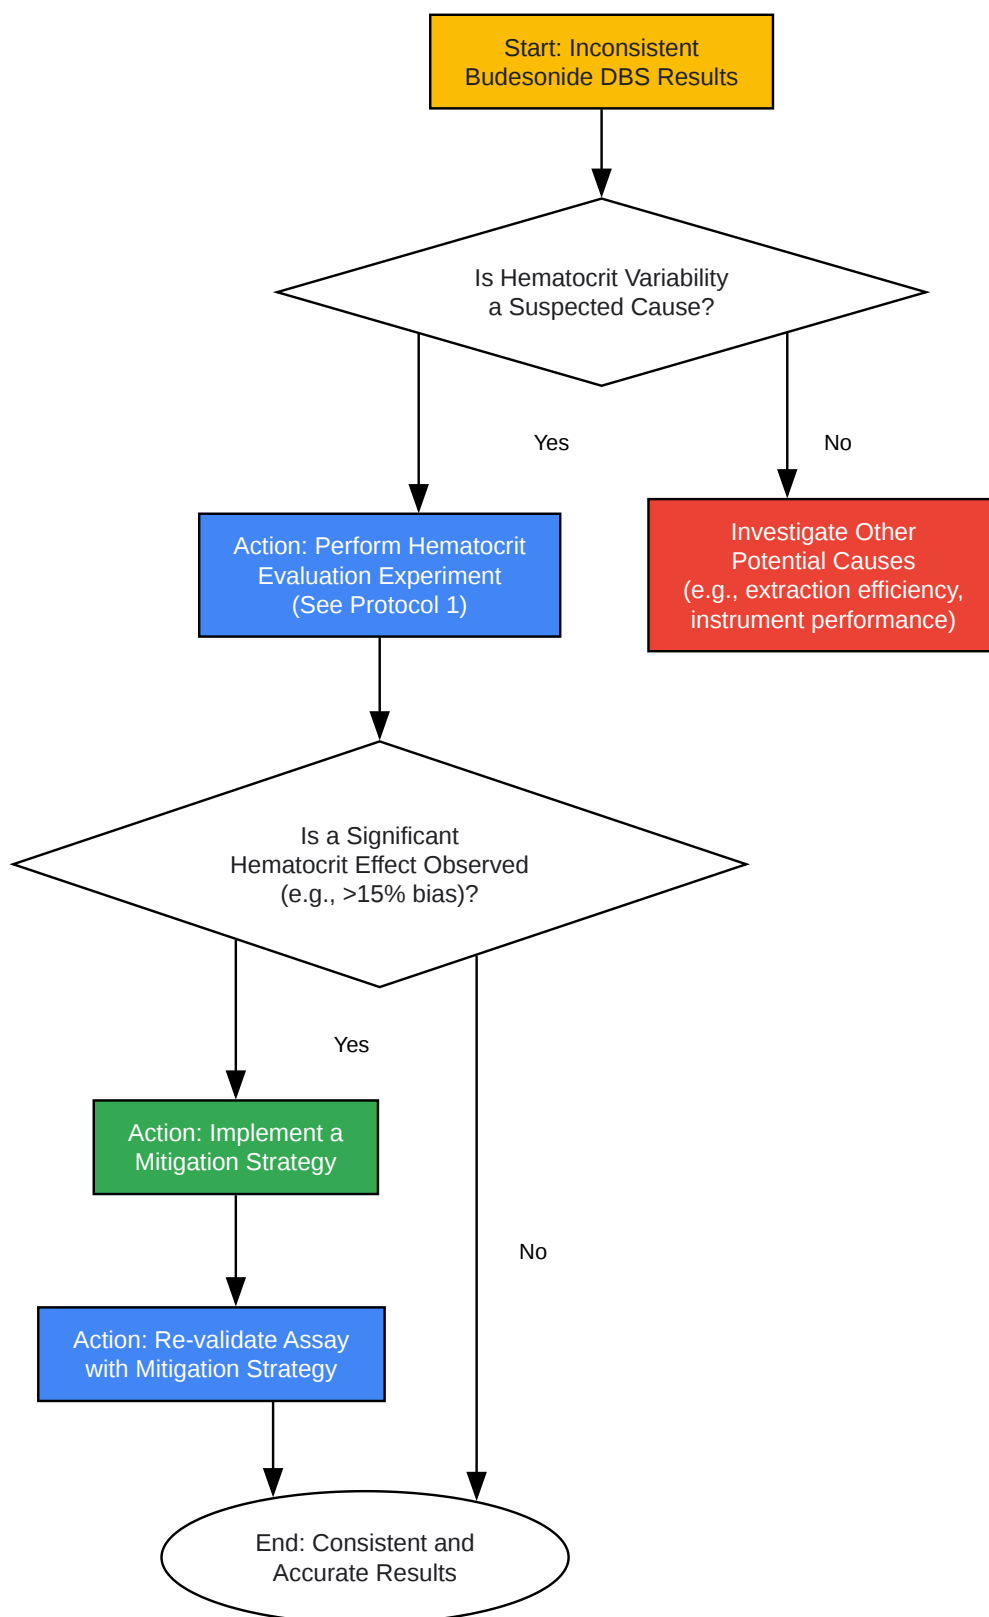 Start: Inconsistent
Budesonide DBS Results
Is Hematocrit Variability
a Suspected Cause?
Yes
No
Action: Perform Hematocrit
Evaluation Experiment
(See Protocol 1)
Investigate Other
Potential Causes
(e.g., extraction efficiency,
instrument performance)
Is a Significant
Hematocrit Effect Observed
(e.g., >15% bias)?
Yes
Action: Implement a
Mitigation Strategy
No
Action: Re-validate Assay
with Mitigation Strategy
End: Consistent and
Accurate Results